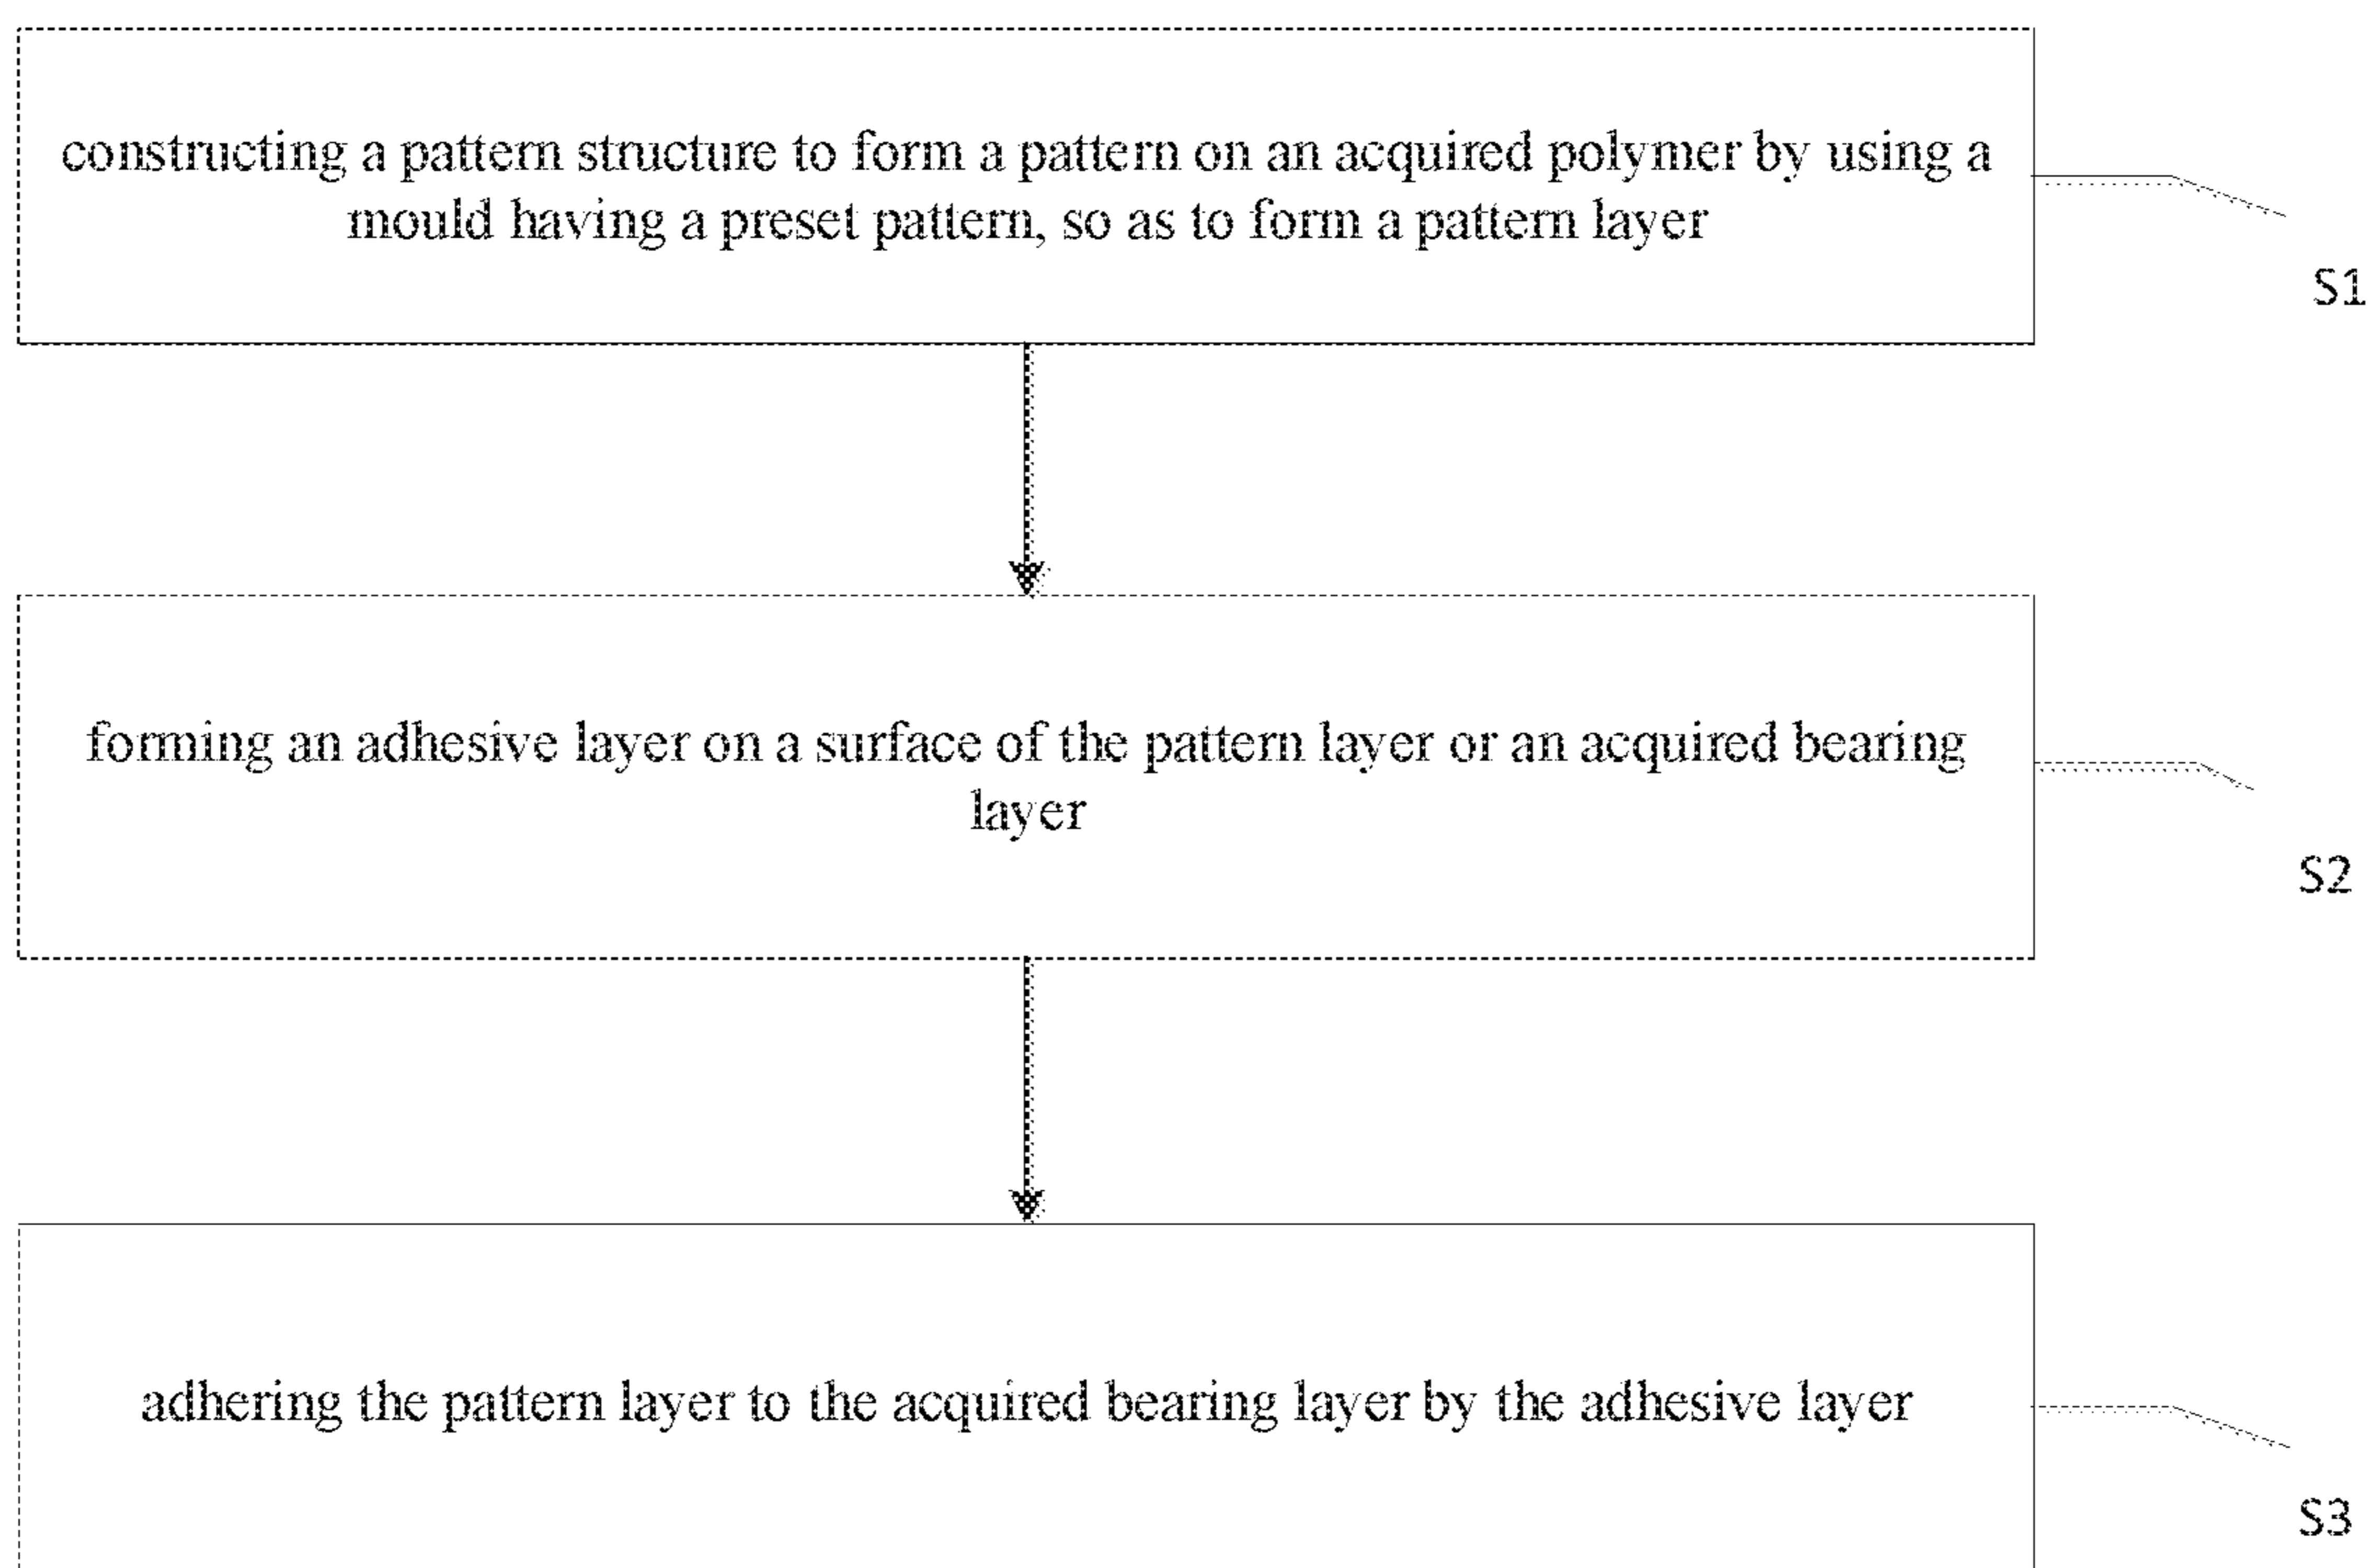 constructing a pattern structure to form a pattern on an acquired polymer by using a
mould having a preset pattern, so as to form a pattern layer
S1
forming an adhesive layer on a surface of the pattern layer or an acquired bearing
layer
S2
adhering the pattern layer to the acquired bearing layer by the adhesive layer
S3